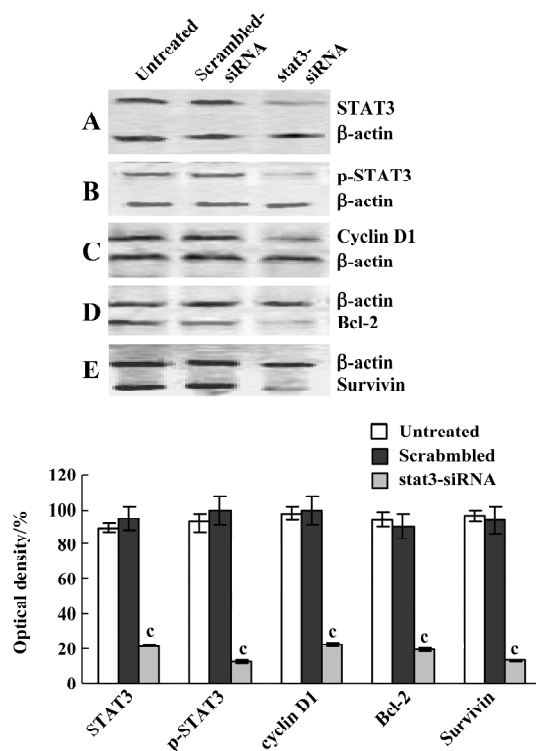 Untreated
Scrambled-
siRNA
stat3-
siRNA
A
STAT3
β-actin
B
p-STAT3
β-actin
C
Cyclin D1
β-actin
D
β-actin
Bcl-2
E
β-actin
Survivin
Untreated
Scrabmbled
stat3-siRNA
Optical density/%
120
100
80
60
40
20
0
c
c
c
c
c
STAT3
p-STAT3
cyclin D1
Bcl-2
Survivin